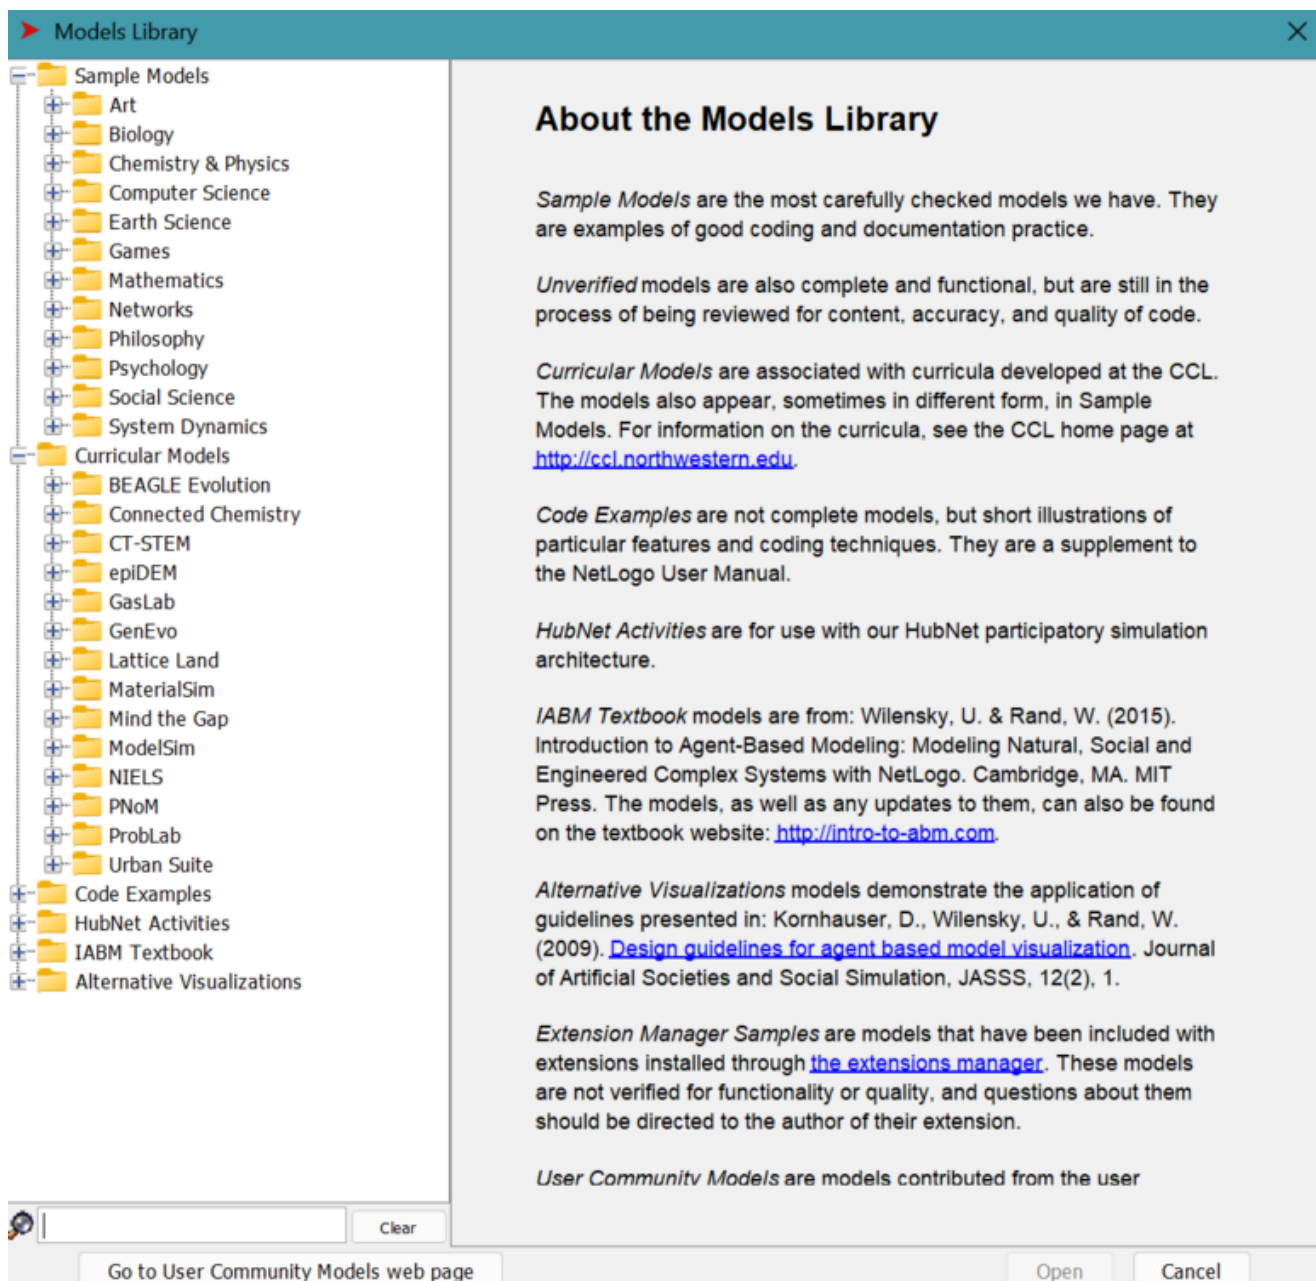 Models Library
Sample Models
Art
Biology
Chemistry & Physics
Computer Science
Earth Science
Games
Mathematics
Networks
Philosophy
Psychology
Social Science
System Dynamics
Curricular Models
BEAGLE Evolution
Connected Chemistry
CT-STEM
epiDEM
GasLab
GenEvo
Lattice Land
MaterialSim
Mind the Gap
ModelSim
NIELS
PNoM
ProbLab
Urban Suite
Code Examples
HubNet Activities
IABM Textbook
Alternative Visualizations
Clear
Go to User Community Models web page
About the Models Library
Sample Models are the most carefully checked models we have. They
are examples of good coding and documentation practice.
Unverified models are also complete and functional, but are still in the
process of being reviewed for content, accuracy, and quality of code.
Curricular Models are associated with curricula developed at the CCL.
The models also appear, sometimes in different form, in Sample
Models. For information on the curricula, see the CCL home page at
http://ccl.northwestern.edu.
Code Examples are not complete models, but short illustrations of
particular features and coding techniques. They are a supplement to
the NetLogo User Manual.
HubNet Activities are for use with our HubNet participatory simulation
architecture.
IABM Textbook models are from: Wilensky, U. & Rand, W. (2015).
Introduction to Agent-Based Modeling: Modeling Natural, Social and
Engineered Complex Systems with NetLogo. Cambridge, MA. MIT
Press. The models, as well as any updates to them, can also be found
on the textbook website: http://intro-to-abm.com.
Alternative Visualizations models demonstrate the application of
guidelines presented in: Kornhauser, D., Wilensky, U., & Rand, W.
(2009). Design guidelines for agent based model visualization. Journal
of Artificial Societies and Social Simulation, JASSS, 12(2), 1.
Extension Manager Samples are models that have been included with
extensions installed through the extensions manager. These models
are not verified for functionality or quality, and questions about them
should be directed to the author of their extension.
User Community Models are models contributed from the user
Open
Cancel